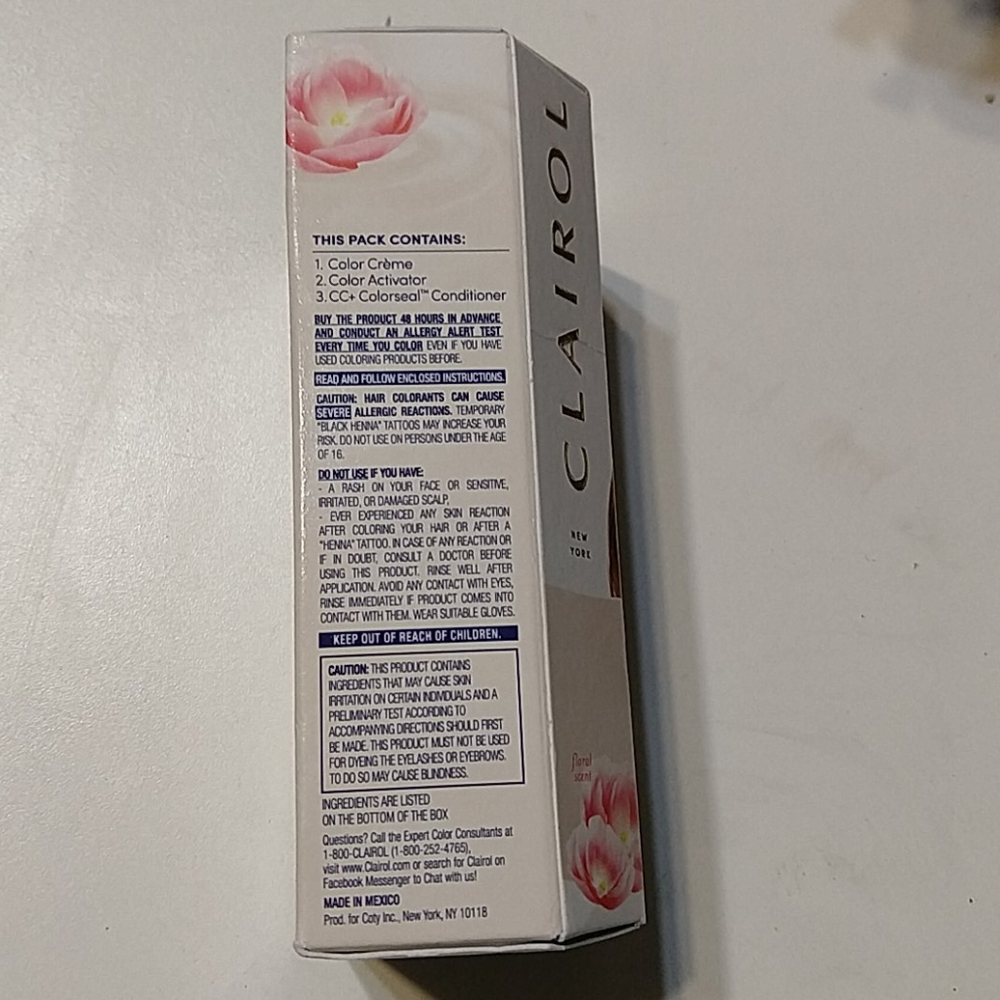 THIS PACK CONTAINS:
1. Color Crème
2. Color Activator
3. CC+ Colorseal™ Conditioner
BUY THE PRODUCT 48 HOURS IN ADVANCE
AND CONDUCT AN ALLERGY ALERT TEST
EVERY TIME YOU COLOR EVEN IF YOU HAVE
USED COLORING PRODUCTS BEFORE.
READ AND FOLLOW ENCLOSED INSTRUCTIONS.
CAUTION: HAIR COLORANTS CAN CAUSE
SEVERE ALLERGIC REACTIONS. TEMPORARY
"BLACK HENNA" TATTOOS MAY INCREASE YOUR
RISK. DO NOT USE ON PERSONS UNDER THE AGE
OF 16.
DO NOT USE IF YOU HAVE:
- A RASH ON YOUR FACE OR SENSITIVE,
IRRITATED, OR DAMAGED SCALP,
- EVER EXPERIENCED ANY SKIN REACTION
AFTER COLORING YOUR HAIR OR AFTER A
"HENNA" TATTOO. IN CASE OF ANY REACTION OR
IF IN DOUBT, CONSULT A DOCTOR BEFORE
USING THIS PRODUCT. RINSE WELL AFTER
APPLICATION. AVOID ANY CONTACT WITH EYES,
RINSE IMMEDIATELY IF PRODUCT COMES INTO
CONTACT WITH THEM. WEAR SUITABLE GLOVES.
KEEP OUT OF REACH OF CHILDREN.
CAUTION: THIS PRODUCT CONTAINS
INGREDIENTS THAT MAY CAUSE SKIN
IRRITATION ON CERTAIN INDIVIDUALS AND A
PRELIMINARY TEST ACCORDING TO
ACCOMPANYING DIRECTIONS SHOULD FIRST
BE MADE. THIS PRODUCT MUST NOT BE USED
FOR DYEING THE EYELASHES OR EYEBROWS.
TO DO SO MAY CAUSE BLINDNESS.
INGREDIENTS ARE LISTED
ON THE BOTTOM OF THE BOX
Questions? Call the Expert Color Consultants at
1-800-CLAIROL (1-800-252-4765),
visit www.Clairol.com or search for Clairol on
Facebook Messenger to Chat with us!
MADE IN MEXICO
Prod. for Coty Inc., New York, NY 10118
CLAIROL
NEW
YORK
floral
scent